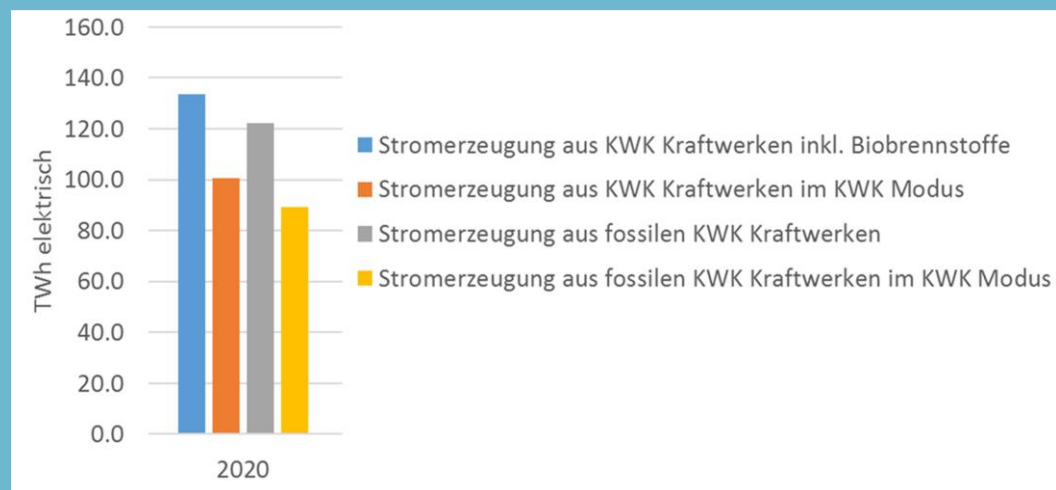 160.0
140.0
120.0
100.0
80.0
60.0
40.0
20.0
0.0
TWh elektrisch
2020
Stromerzeugung aus KWK Kraftwerken inkl. Biobrennstoffe
Stromerzeugung aus KWK Kraftwerken im KWK Modus
Stromerzeugung aus fossilen KWK Kraftwerken
Stromerzeugung aus fossilen KWK Kraftwerken im KWK Modus